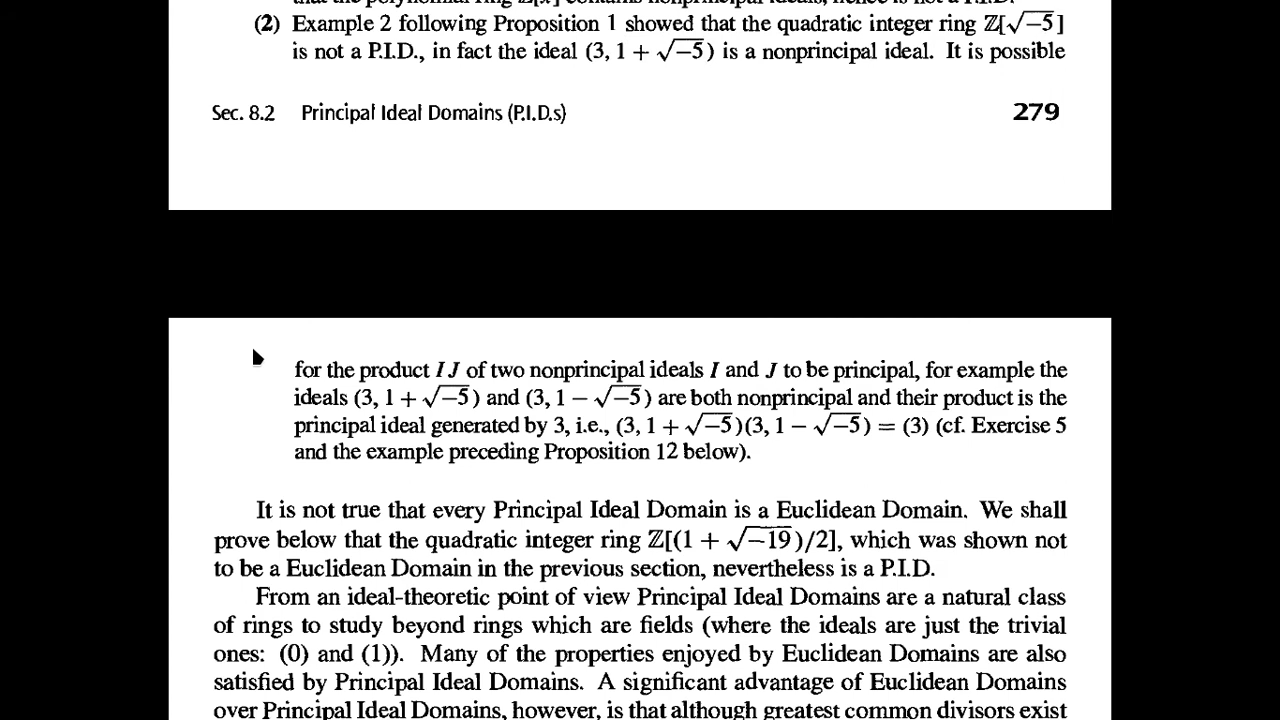 that the polynomial ring ℤ[x] contains nonprincipal ideals, hence is not a P.I.D.
(2) Example 2 following Proposition 1 showed that the quadratic integer ring ℤ[√−5]
is not a P.I.D., in fact the ideal (3, 1 + √−5) is a nonprincipal ideal. It is possible
Sec. 8.2 Principal Ideal Domains (P.I.D.s) 279
for the product IJ of two nonprincipal ideals I and J to be principal, for example the
ideals (3, 1 + √−5) and (3, 1 − √−5) are both nonprincipal and their product is the
principal ideal generated by 3, i.e., (3, 1 + √−5)(3, 1 − √−5) = (3) (cf. Exercise 5
and the example preceding Proposition 12 below).
It is not true that every Principal Ideal Domain is a Euclidean Domain. We shall
prove below that the quadratic integer ring ℤ[(1 + √−19)/2], which was shown not
to be a Euclidean Domain in the previous section, nevertheless is a P.I.D.
From an ideal-theoretic point of view Principal Ideal Domains are a natural class
of rings to study beyond rings which are fields (where the ideals are just the trivial
ones: (0) and (1)). Many of the properties enjoyed by Euclidean Domains are also
satisfied by Principal Ideal Domains. A significant advantage of Euclidean Domains
over Principal Ideal Domains, however, is that although greatest common divisors exist